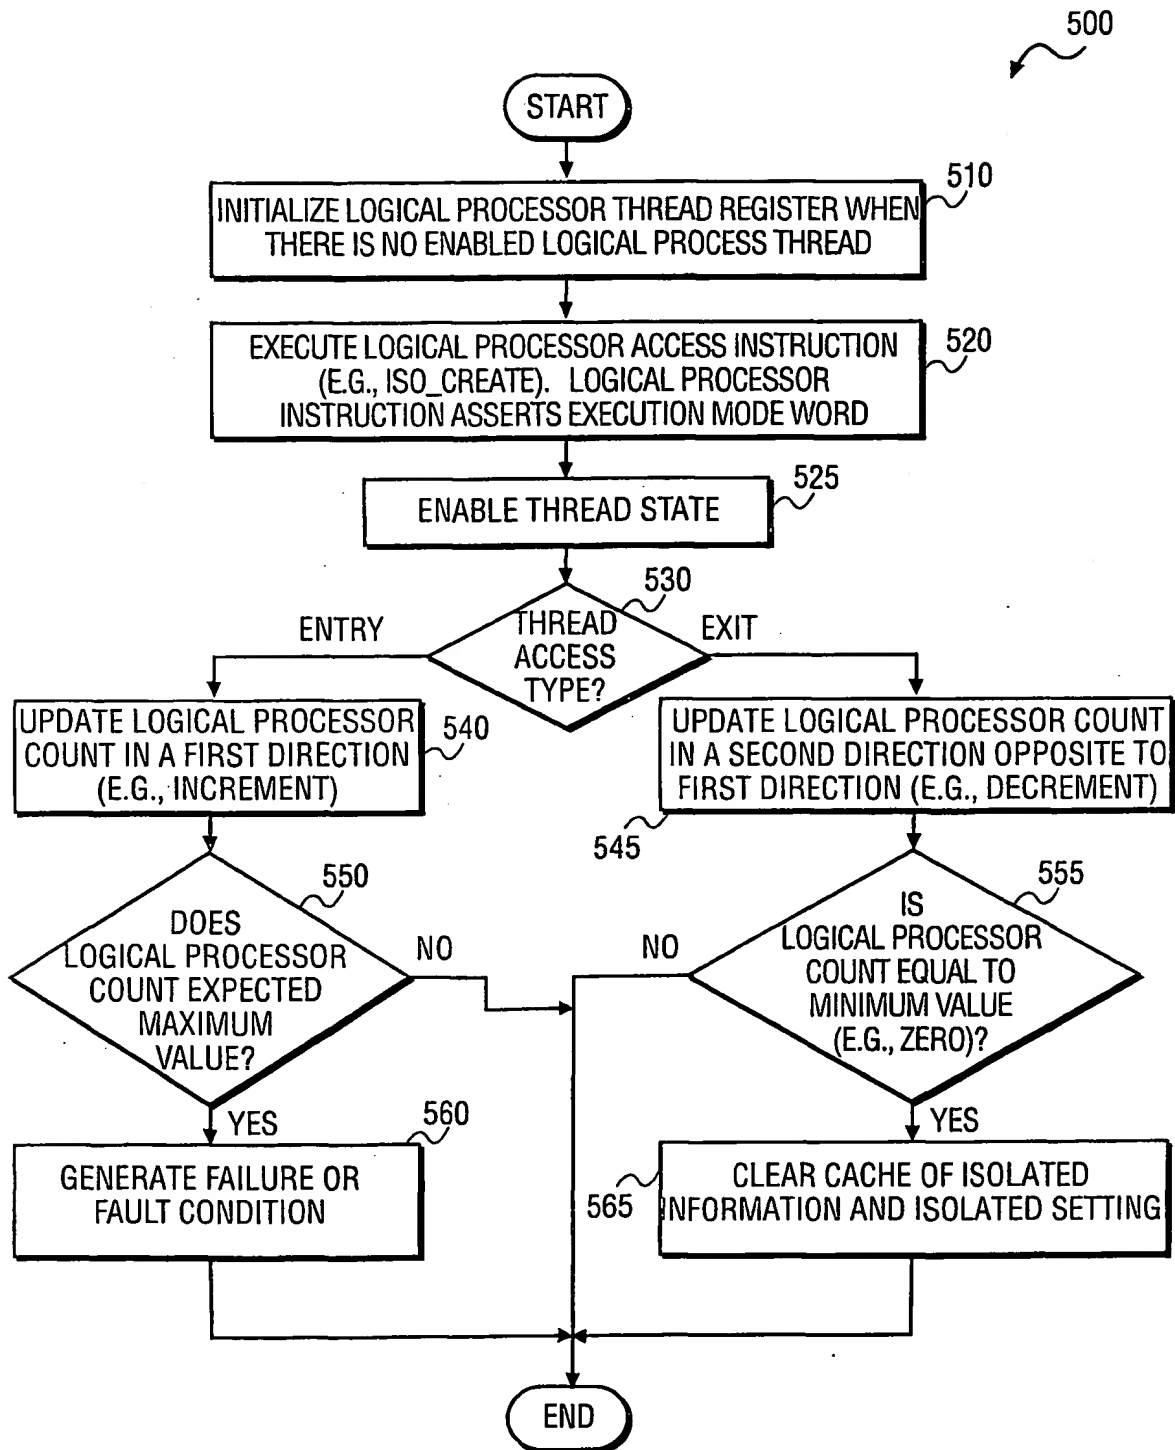 500
START
510
INITIALIZE LOGICAL PROCESSOR THREAD REGISTER WHEN
THERE IS NO ENABLED LOGICAL PROCESS THREAD
EXECUTE LOGICAL PROCESSOR ACCESS INSTRUCTION
(E.G., ISO_CREATE). LOGICAL PROCESSOR
INSTRUCTION ASSERTS EXECUTION MODE WORD
520
525
ENABLE THREAD STATE
530
ENTRY
THREAD
ACCESS
TYPE?
EXIT
UPDATE LOGICAL PROCESSOR
COUNT IN A FIRST DIRECTION
(E.G., INCREMENT)
540
UPDATE LOGICAL PROCESSOR COUNT
IN A SECOND DIRECTION OPPOSITE TO
FIRST DIRECTION (E.G., DECREMENT)
545
550
DOES
LOGICAL PROCESSOR
COUNT EXPECTED
MAXIMUM
VALUE?
NO
555
IS
LOGICAL PROCESSOR
COUNT EQUAL TO
MINIMUM VALUE
(E.G., ZERO)?
NO
YES
560
GENERATE FAILURE OR
FAULT CONDITION
YES
565
CLEAR CACHE OF ISOLATED
INFORMATION AND ISOLATED SETTING
END